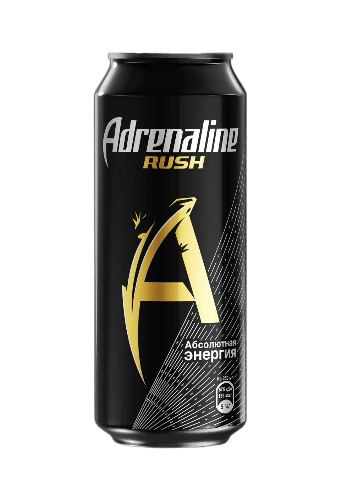 Adrenaline
RUSH
Абсолютная
энергия